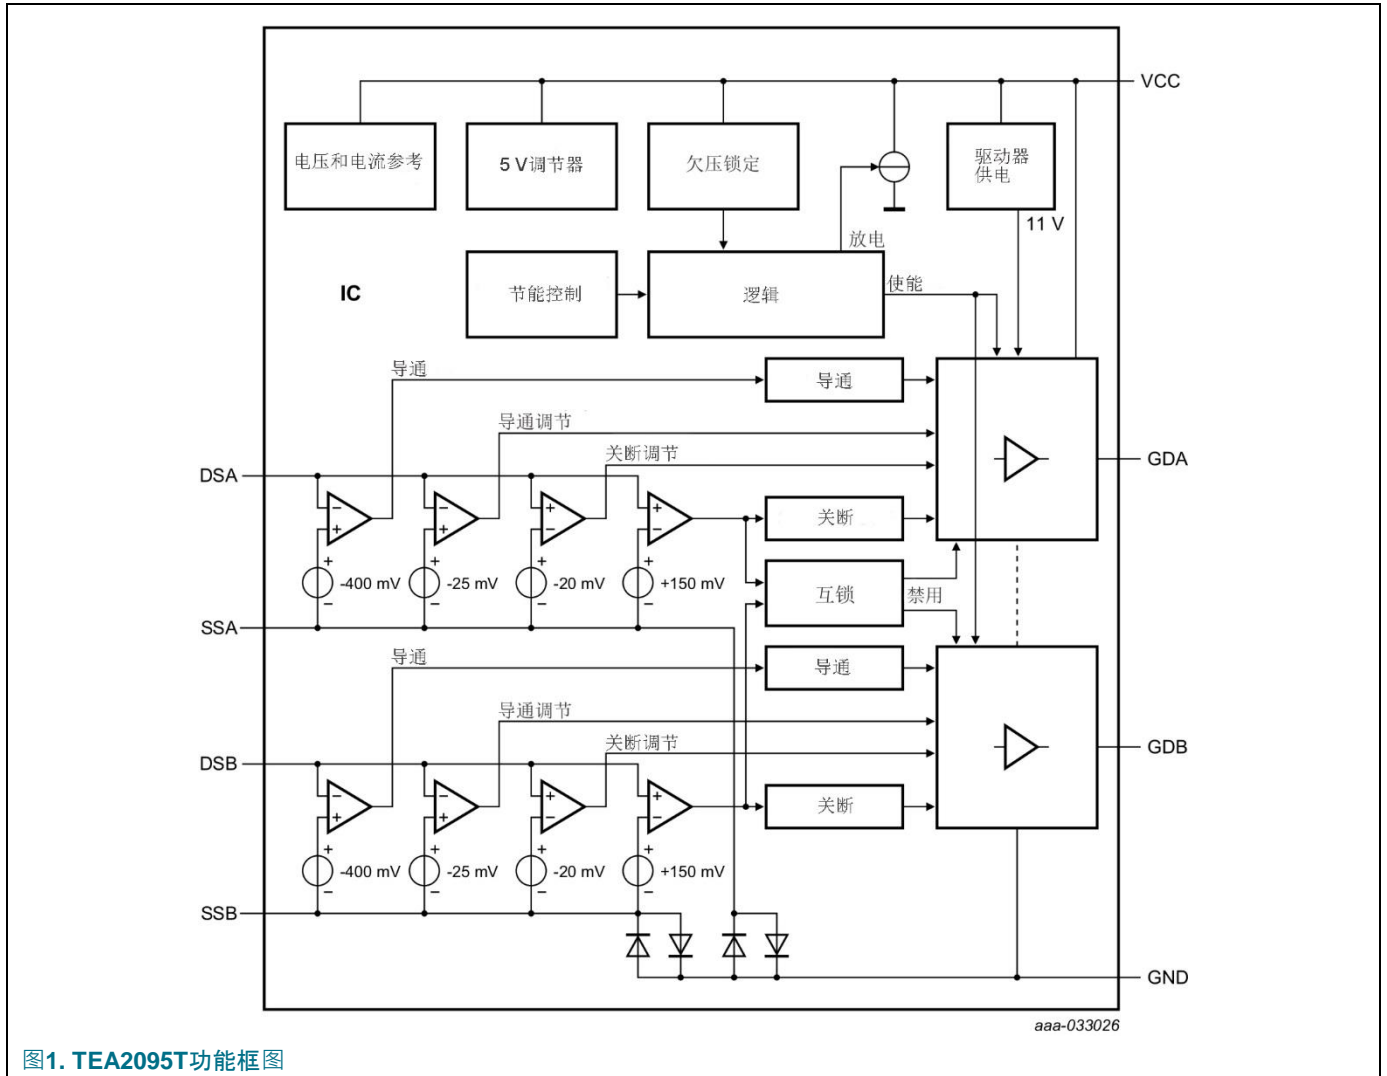 VCC
电压和电流参考
5 V调节器
欠压锁定
驱动器
供电
11 V
放电
IC
节能控制
逻辑
使能
导通
导通
导通调节
关断调节
DSA
GDA
- - + +
+ + - -
关断
+ + + +
-400 mV
-25 mV
-20 mV
+150 mV
- - - -
互锁
禁用
SSA
导通
导通
导通调节
关断调节
DSB
GDB
- - + +
+ + - -
关断
+ + + +
-400 mV
-25 mV
-20 mV
+150 mV
- - - -
SSB
GND
aaa-033026
图1. TEA2095T功能框图